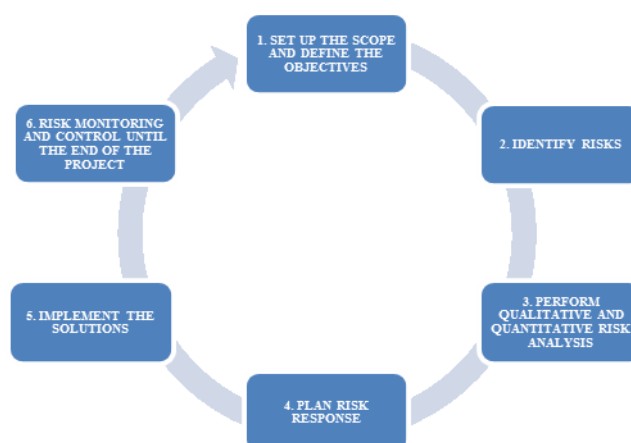 1. SET UP THE SCOPE
AND DEFINE THE
OBJECTIVES
2. IDENTIFY RISKS
3. PERFORM
QUALITATIVE AND
QUANTITATIVE RISK
ANALYSIS
4. PLAN RISK
RESPONSE
5. IMPLEMENT THE
SOLUTIONS
6. RISK MONITORING
AND CONTROL UNTIL
THE END OF THE
PROJECT